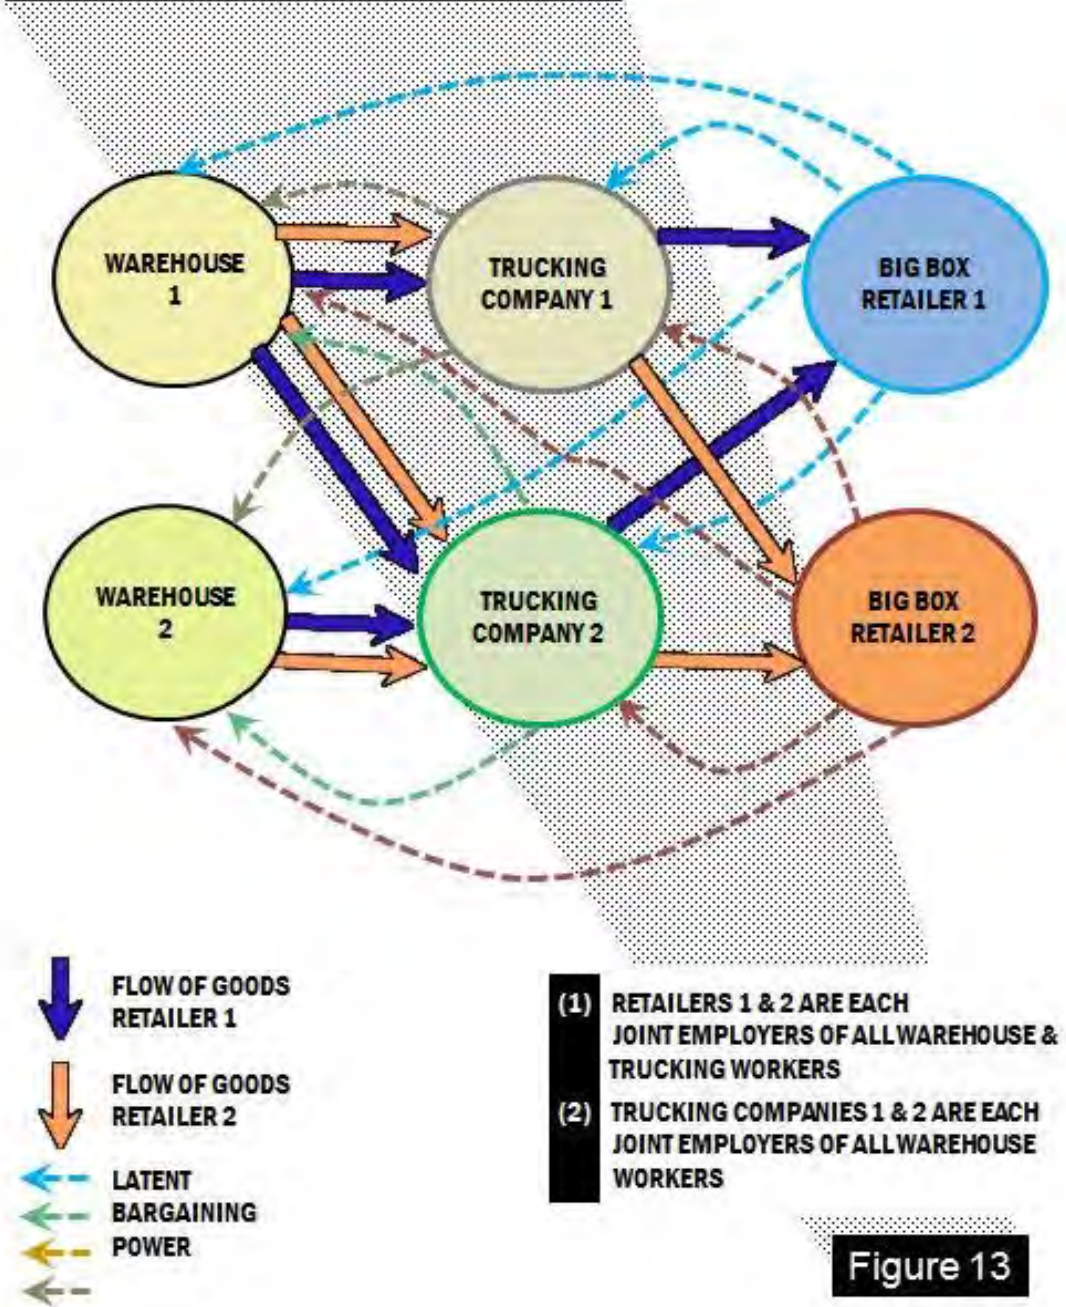 WAREHOUSE
1
TRUCKING
COMPANY 1
BIG BOX
RETAILER 1
WAREHOUSE
2
TRUCKING
COMPANY 2
BIG BOX
RETAILER 2
FLOW OF GOODS
RETAILER 1
FLOW OF GOODS
RETAILER 2
LATENT
BARGAINING
POWER
(1) RETAILERS 1 & 2 ARE EACH
JOINT EMPLOYERS OF ALL WAREHOUSE &
TRUCKING WORKERS
(2) TRUCKING COMPANIES 1 & 2 ARE EACH
JOINT EMPLOYERS OF ALL WAREHOUSE
WORKERS
Figure 13